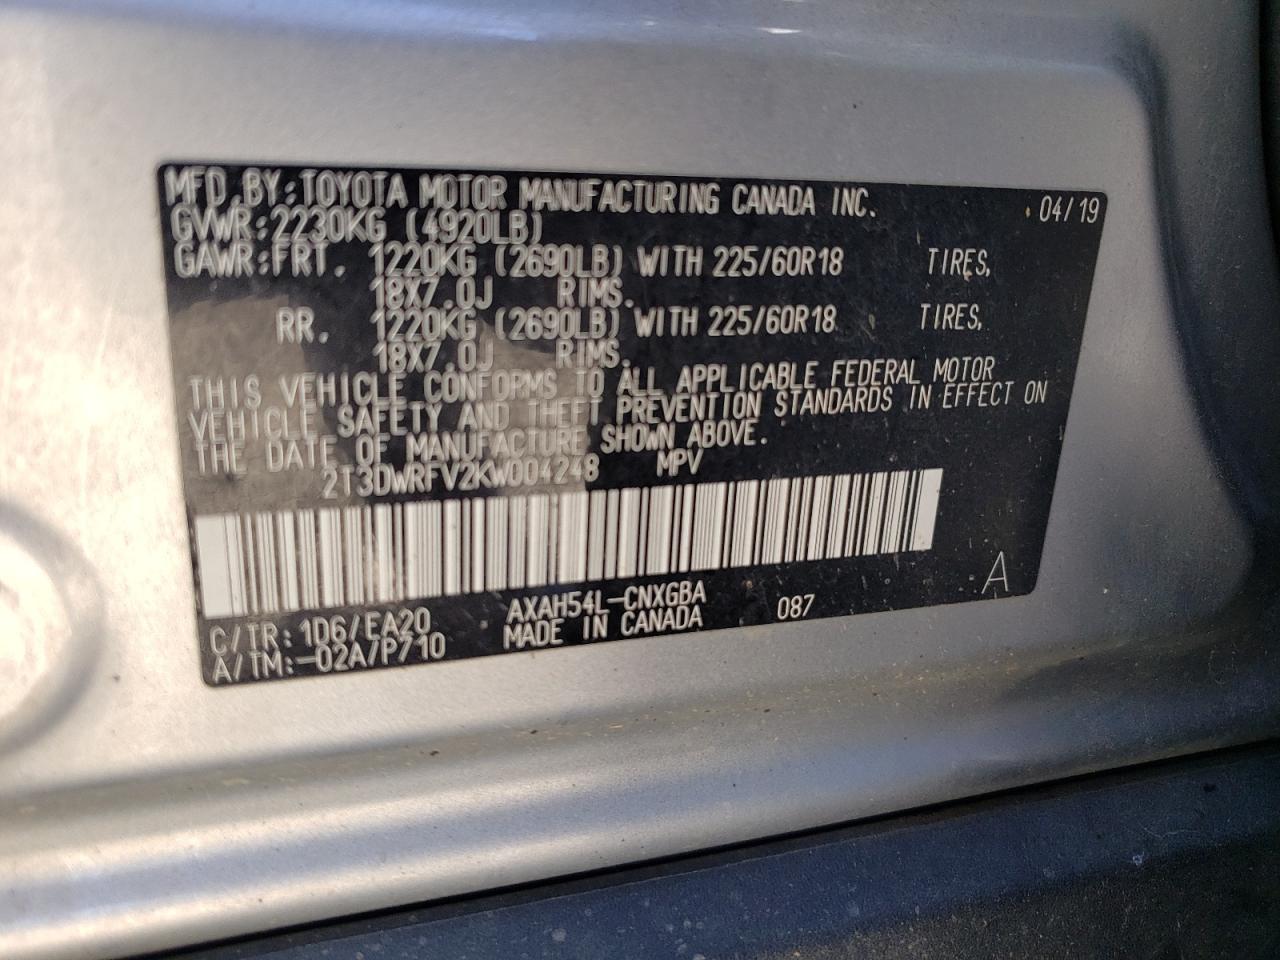 MFD.BY:TOYOTA MOTOR MANUFACTURING CANADA INC. 04/19
GVWR:2230KG (4920LB)
GAWR:FRT. 1220KG (2690LB) WITH 225/60R18 TIRES,
18X7.0J RIMS.
RR. 1220KG (2690LB) WITH 225/60R18 TIRES,
18X7.0J RIMS.
THIS VEHICLE CONFORMS TO ALL APPLICABLE FEDERAL MOTOR
VEHICLE SAFETY AND THEFT PREVENTION STANDARDS IN EFFECT ON
THE DATE OF MANUFACTURE SHOWN ABOVE.
2T3DWRFV2KW004248 MPV
A
C/TR:1D6/EA20 AXAH54L-CNXGBA 087
A/TM:-02A/P710 MADE IN CANADA